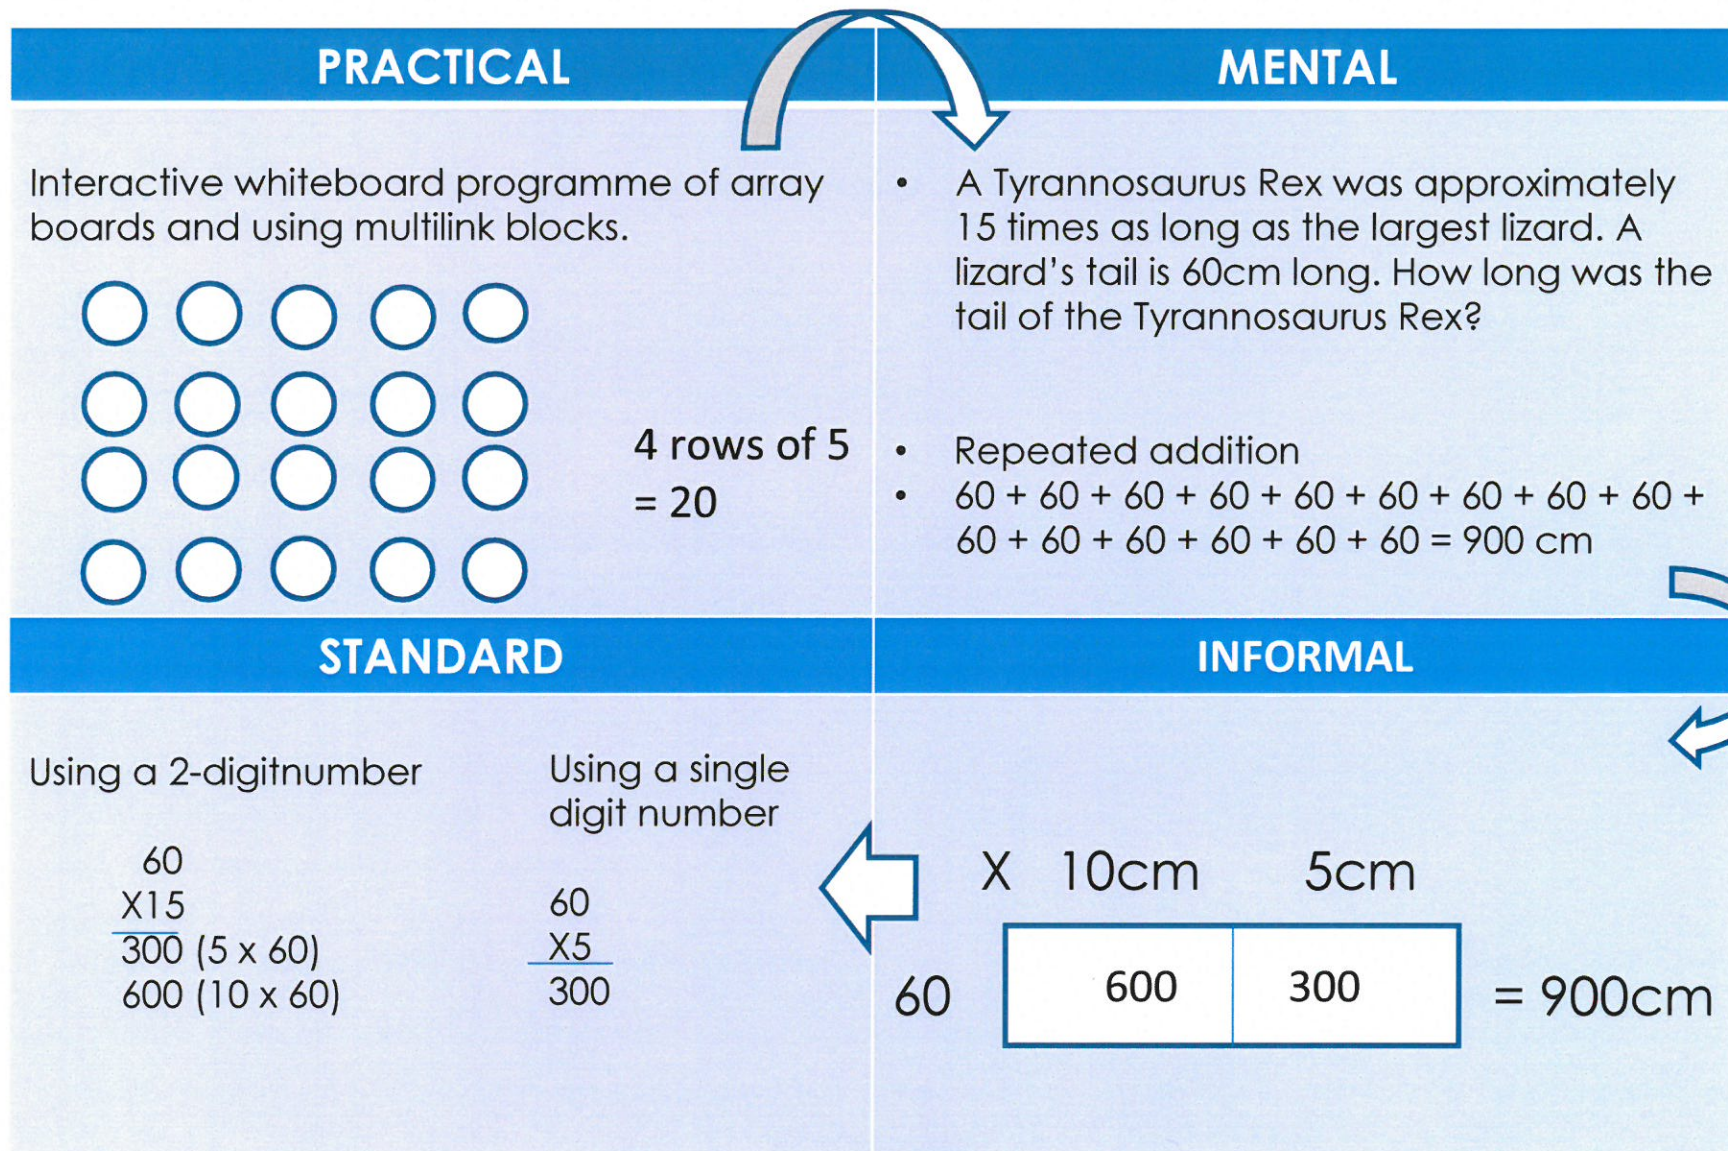 PRACTICAL
Interactive whiteboard programme of array
boards and using multilink blocks.
4 rows of 5
= 20
MENTAL
• A Tyrannosaurus Rex was approximately
15 times as long as the largest lizard. A
lizard’s tail is 60cm long. How long was the
tail of the Tyrannosaurus Rex?
• Repeated addition
• 60 + 60 + 60 + 60 + 60 + 60 + 60 + 60 + 60 +
60 + 60 + 60 + 60 + 60 + 60 = 900 cm
STANDARD
Using a 2-digitnumber
60
X15
300 (5 x 60)
600 (10 x 60)
Using a single
digit number
60
X5
300
INFORMAL
X 10cm 5cm
60 600 300 = 900cm